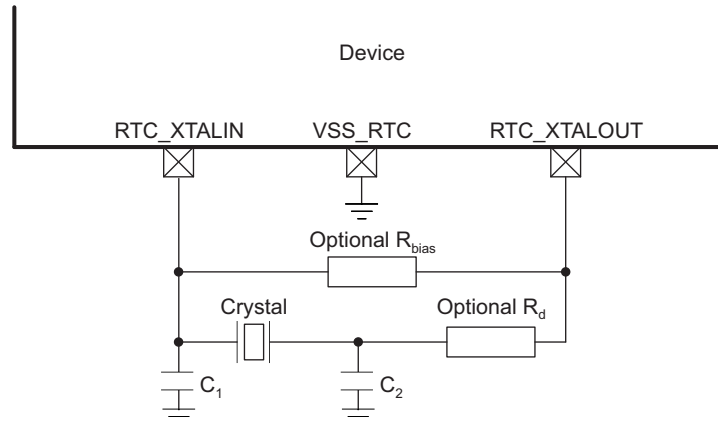 Device
RTC_XTALIN VSS_RTC RTC_XTALOUT
Optional Rbias
Crystal Optional Rd
C1 C2